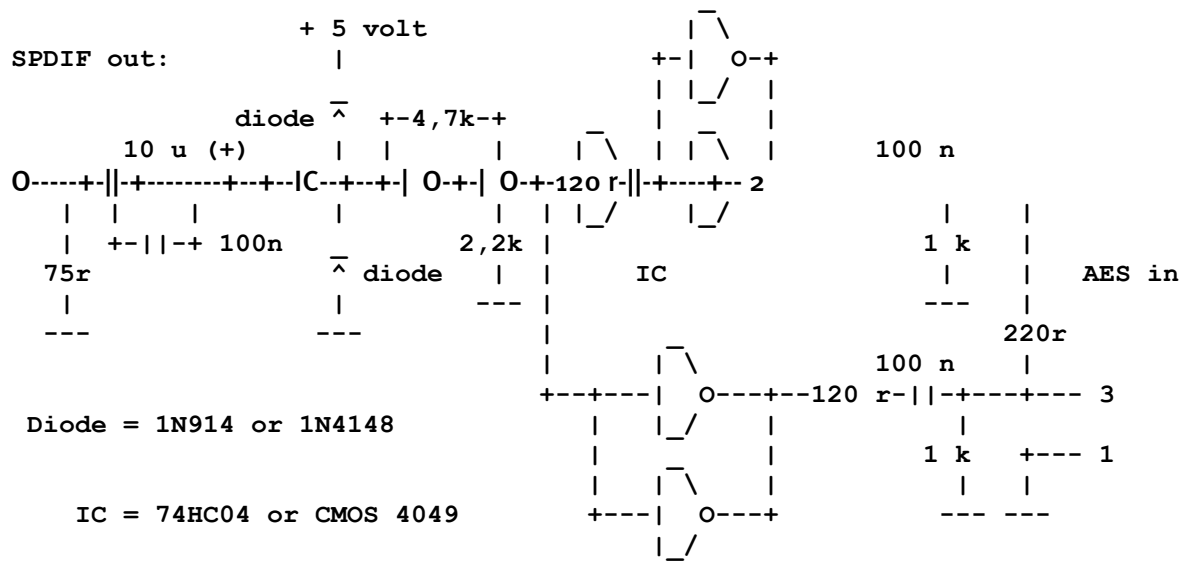 + 5 volt
SPDIF out:
diode +-4,7k-+
10 u (+) 100 n
O-----+-||-+--------+--+--IC--+--+-| O-+-| O-+-120 r-||-+----+-- 2
+-||-+ 100n 2,2k 1 k
75r diode IC AES in
220r
100 n
+--+---| O---+--120 r-||-+---+--- 3
Diode = 1N914 or 1N4148
1 k +--- 1
IC = 74HC04 or CMOS 4049